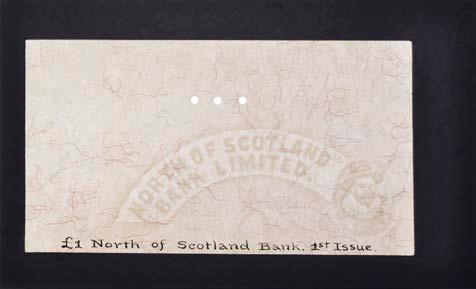 NORTH OF SCOTLAND
BANK LIMITED.
£1 North of Scotland Bank. 1st Issue.